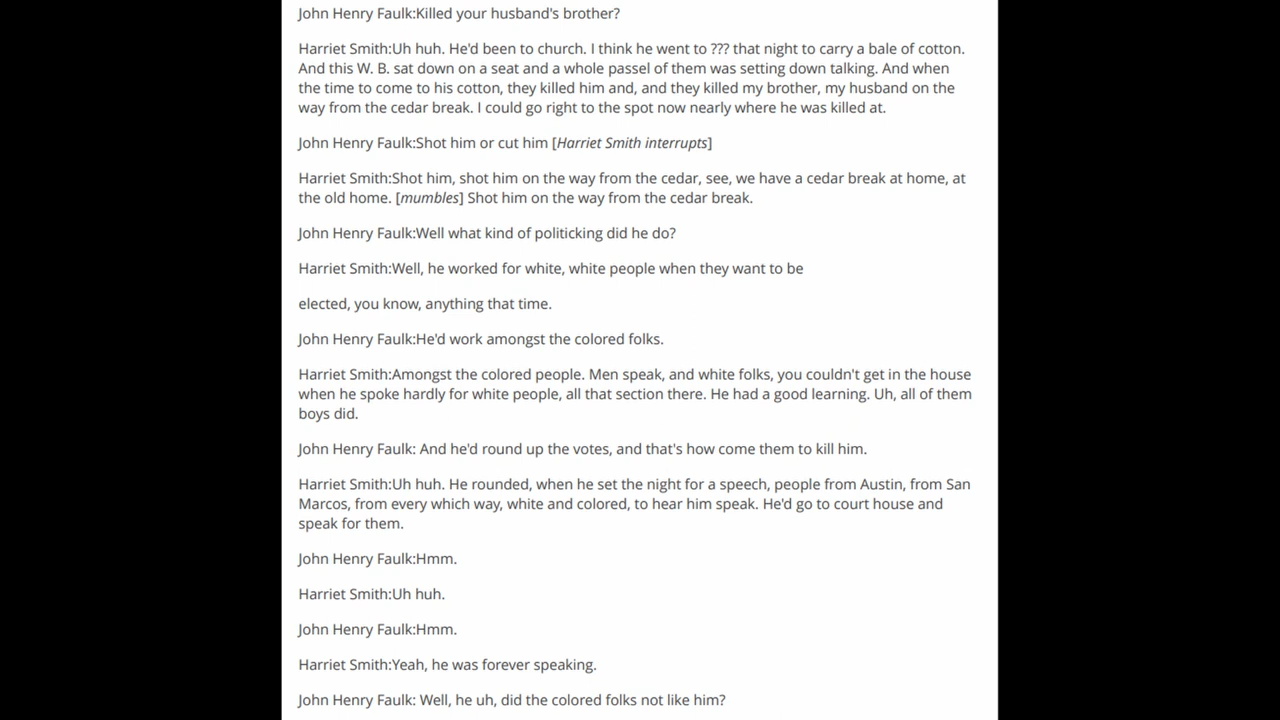 John Henry Faulk:Killed your husband's brother?
Harriet Smith:Uh huh. He'd been to church. I think he went to ??? that night to carry a bale of cotton.
And this W. B. sat down on a seat and a whole passel of them was setting down talking. And when
the time to come to his cotton, they killed him and, and they killed my brother, my husband on the
way from the cedar break. I could go right to the spot now nearly where he was killed at.
John Henry Faulk:Shot him or cut him [Harriet Smith interrupts]
Harriet Smith:Shot him, shot him on the way from the cedar, see, we have a cedar break at home, at
the old home. [mumbles] Shot him on the way from the cedar break.
John Henry Faulk:Well what kind of politicking did he do?
Harriet Smith:Well, he worked for white, white people when they want to be
elected, you know, anything that time.
John Henry Faulk:He'd work amongst the colored folks.
Harriet Smith:Amongst the colored people. Men speak, and white folks, you couldn't get in the house
when he spoke hardly for white people, all that section there. He had a good learning. Uh, all of them
boys did.
John Henry Faulk: And he'd round up the votes, and that's how come them to kill him.
Harriet Smith:Uh huh. He rounded, when he set the night for a speech, people from Austin, from San
Marcos, from every which way, white and colored, to hear him speak. He'd go to court house and
speak for them.
John Henry Faulk:Hmm.
Harriet Smith:Uh huh.
John Henry Faulk:Hmm.
Harriet Smith:Yeah, he was forever speaking.
John Henry Faulk: Well, he uh, did the colored folks not like him?